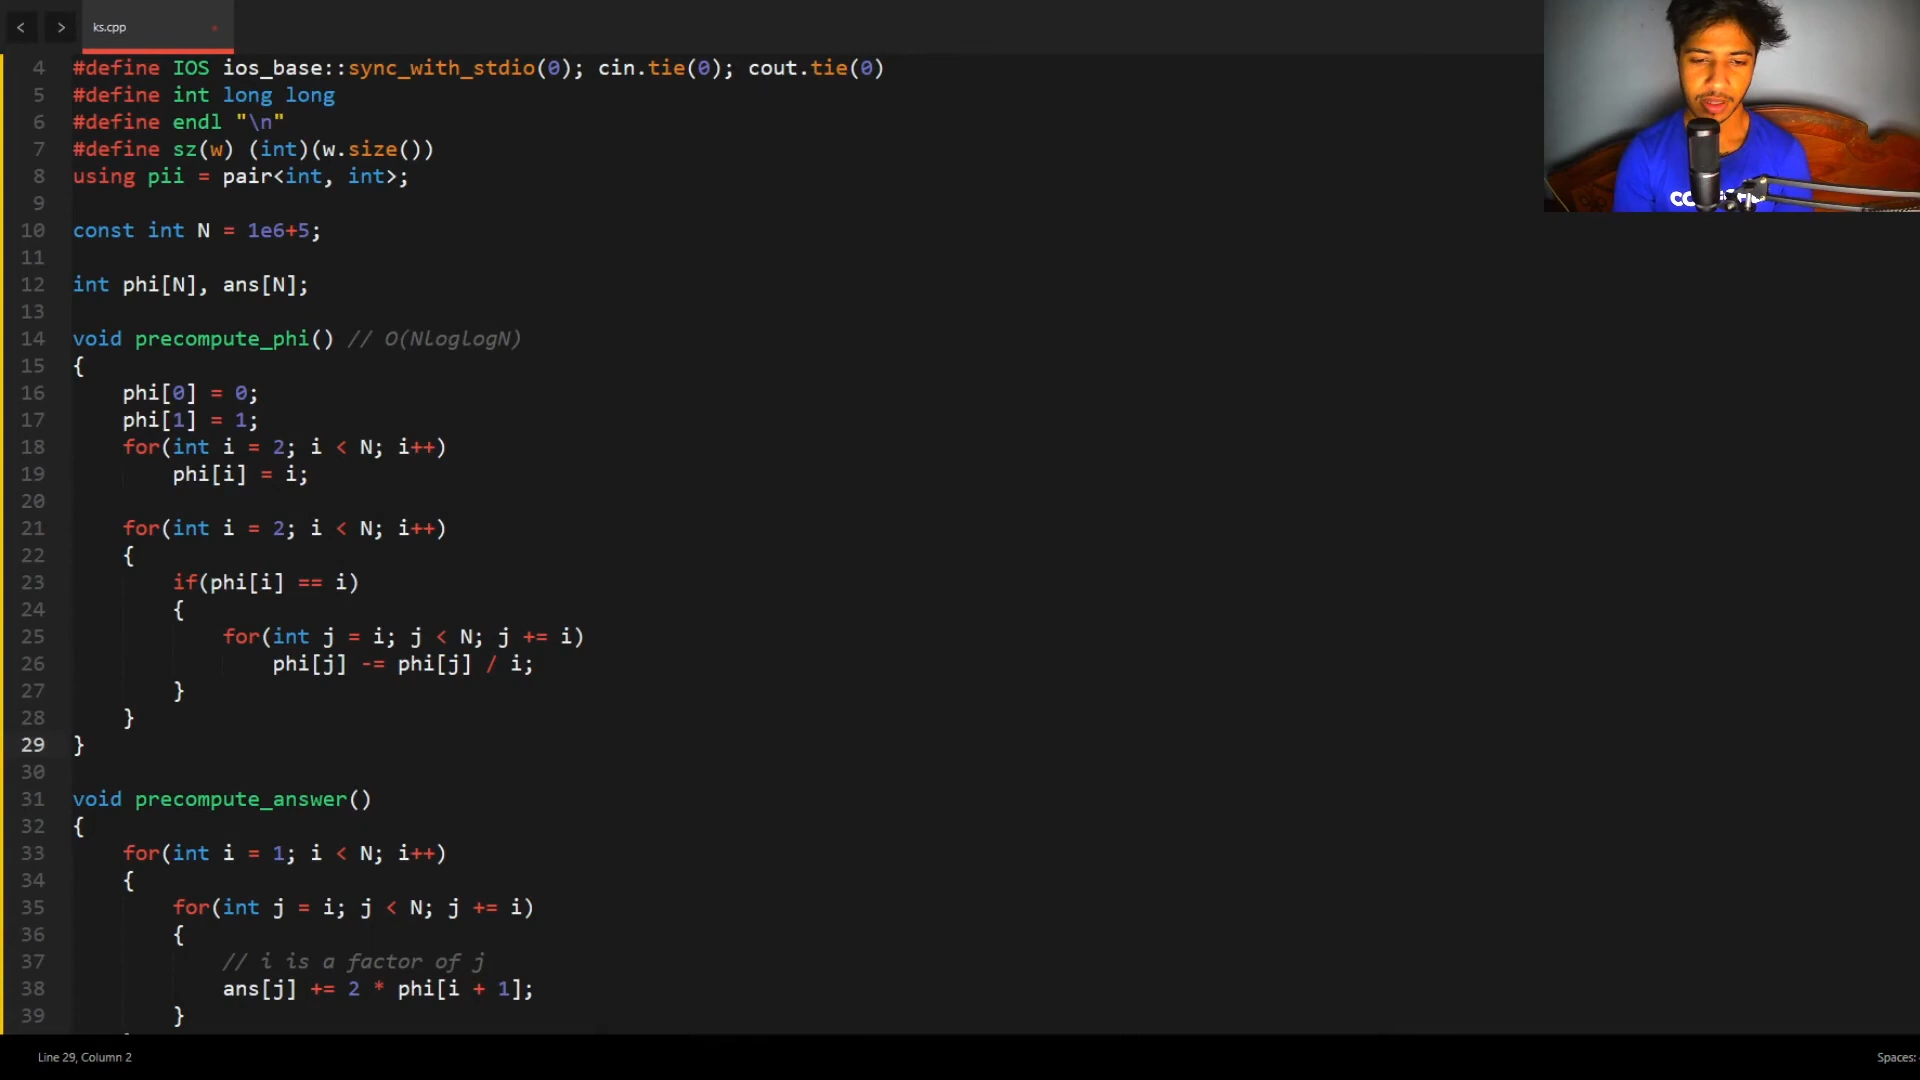 ks.cpp
4 #define IOS ios_base::sync_with_stdio(0); cin.tie(0); cout.tie(0)
5 #define int long long
6 #define endl "\n"
7 #define sz(w) (int)(w.size())
8 using pii = pair<int, int>;
9
10 const int N = 1e6+5;
11
12 int phi[N], ans[N];
13
14 void precompute_phi() // O(NloglogN)
15 {
16 phi[0] = 0;
17 phi[1] = 1;
18 for(int i = 2; i < N; i++)
19 phi[i] = i;
20
21 for(int i = 2; i < N; i++)
22 {
23 if(phi[i] == i)
24 {
25 for(int j = i; j < N; j += i)
26 phi[j] -= phi[j] / i;
27 }
28 }
29 }
30
31 void precompute_answer()
32 {
33 for(int i = 1; i < N; i++)
34 {
35 for(int j = i; j < N; j += i)
36 {
37 // i is a factor of j
38 ans[j] += 2 * phi[i + 1];
39 }
Line 29, Column 2
Spaces: